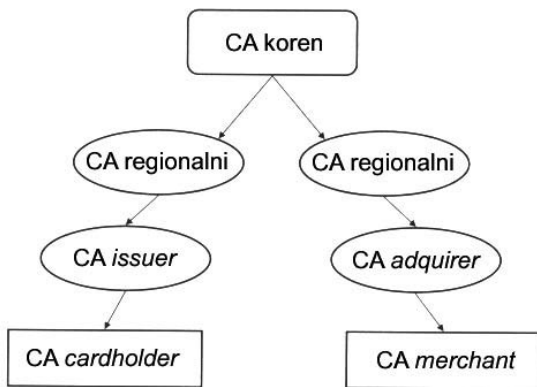 CA koren
CA regionalni
CA regionalni
CA issuer
CA adquirer
CA cardholder
CA merchant